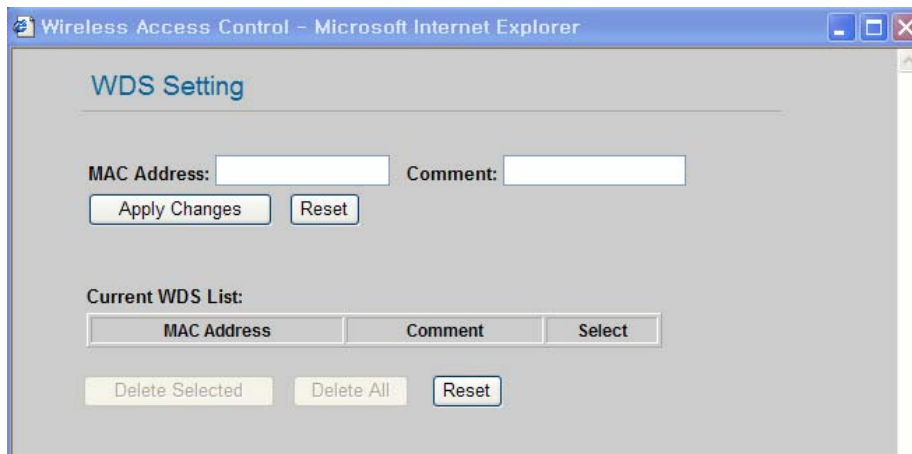 Wireless Access Control - Microsoft Internet Explorer
WDS Setting
MAC Address: Comment:
Apply Changes Reset
Current WDS List:
MAC Address Comment Select
Delete Selected Delete All Reset